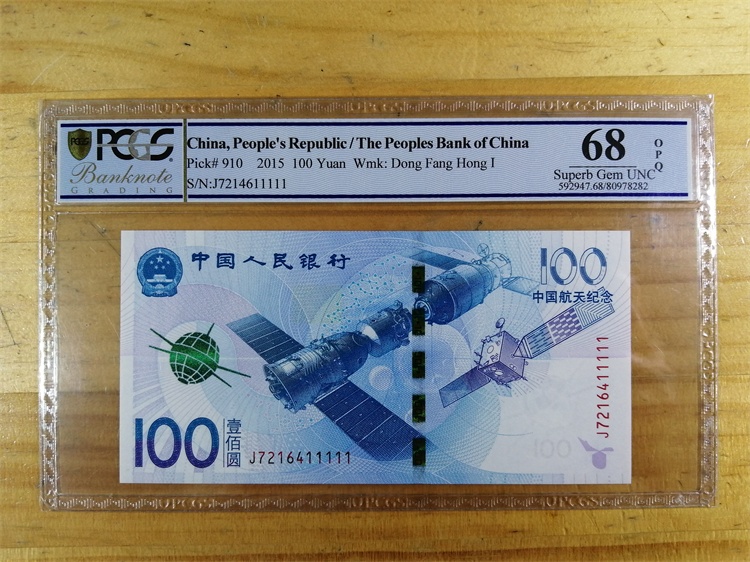 PCGS
Banknote
GRADING
China, People's Republic / The Peoples Bank of China
Pick# 910 2015 100 Yuan Wmk: Dong Fang Hong I
S/N:J7214611111
68
OPQ
Superb Gem UNC
592947.68/80978282
中国人民银行
100
中国航天纪念
J7216411111
100
壹佰圆
J7216411111
100